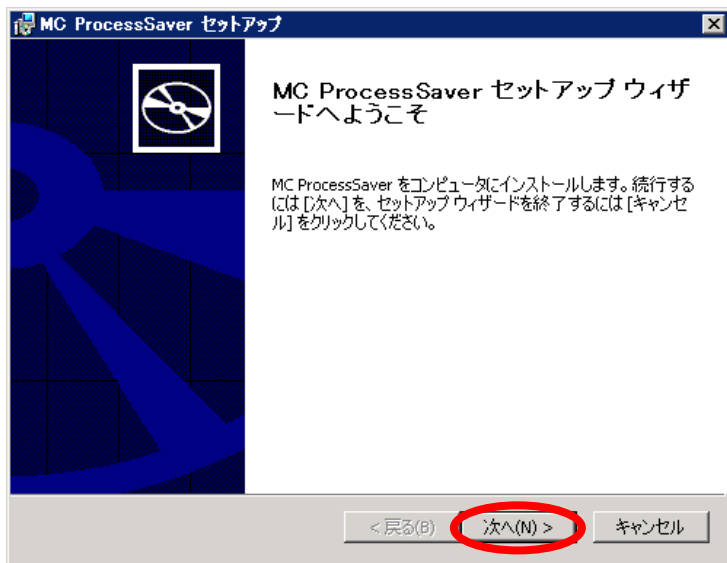 MC ProcessSaver セットアップ
MC ProcessSaver セットアップ ウィザ
ードへようこそ
MC ProcessSaver をコンピュータにインストールします。続行する
には [次へ] を、セットアップ ウィザードを終了するには [キャンセ
ル] をクリックしてください。
< 戻る(B) 次へ(N) > キャンセル